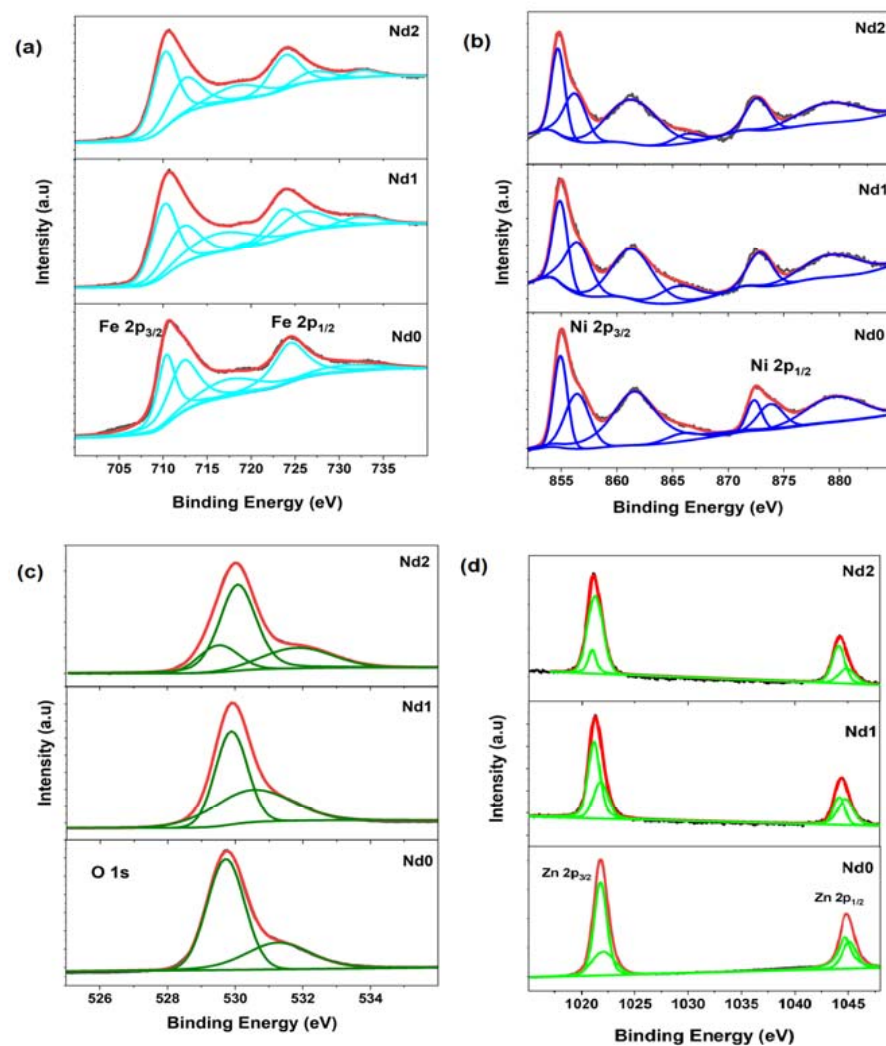 (a)
Nd2
Nd1
Fe 2p3/2
Fe 2p1/2
Nd0
Intensity (a.u)
705 710 715 720 725 730 735
Binding Energy (eV)
(b)
Nd2
Nd1
Ni 2p3/2
Nd0
Ni 2p1/2
Intensity (a.u)
855 860 865 870 875 880
Binding Energy (eV)
(c)
Nd2
Nd1
O 1s
Nd0
Intensity (a.u)
526 528 530 532 534
Binding Energy (eV)
(d)
Nd2
Nd1
Nd0
Zn 2p3/2
Zn 2p1/2
Intensity (a.u)
1020 1025 1030 1035 1040 1045
Binding Energy (eV)